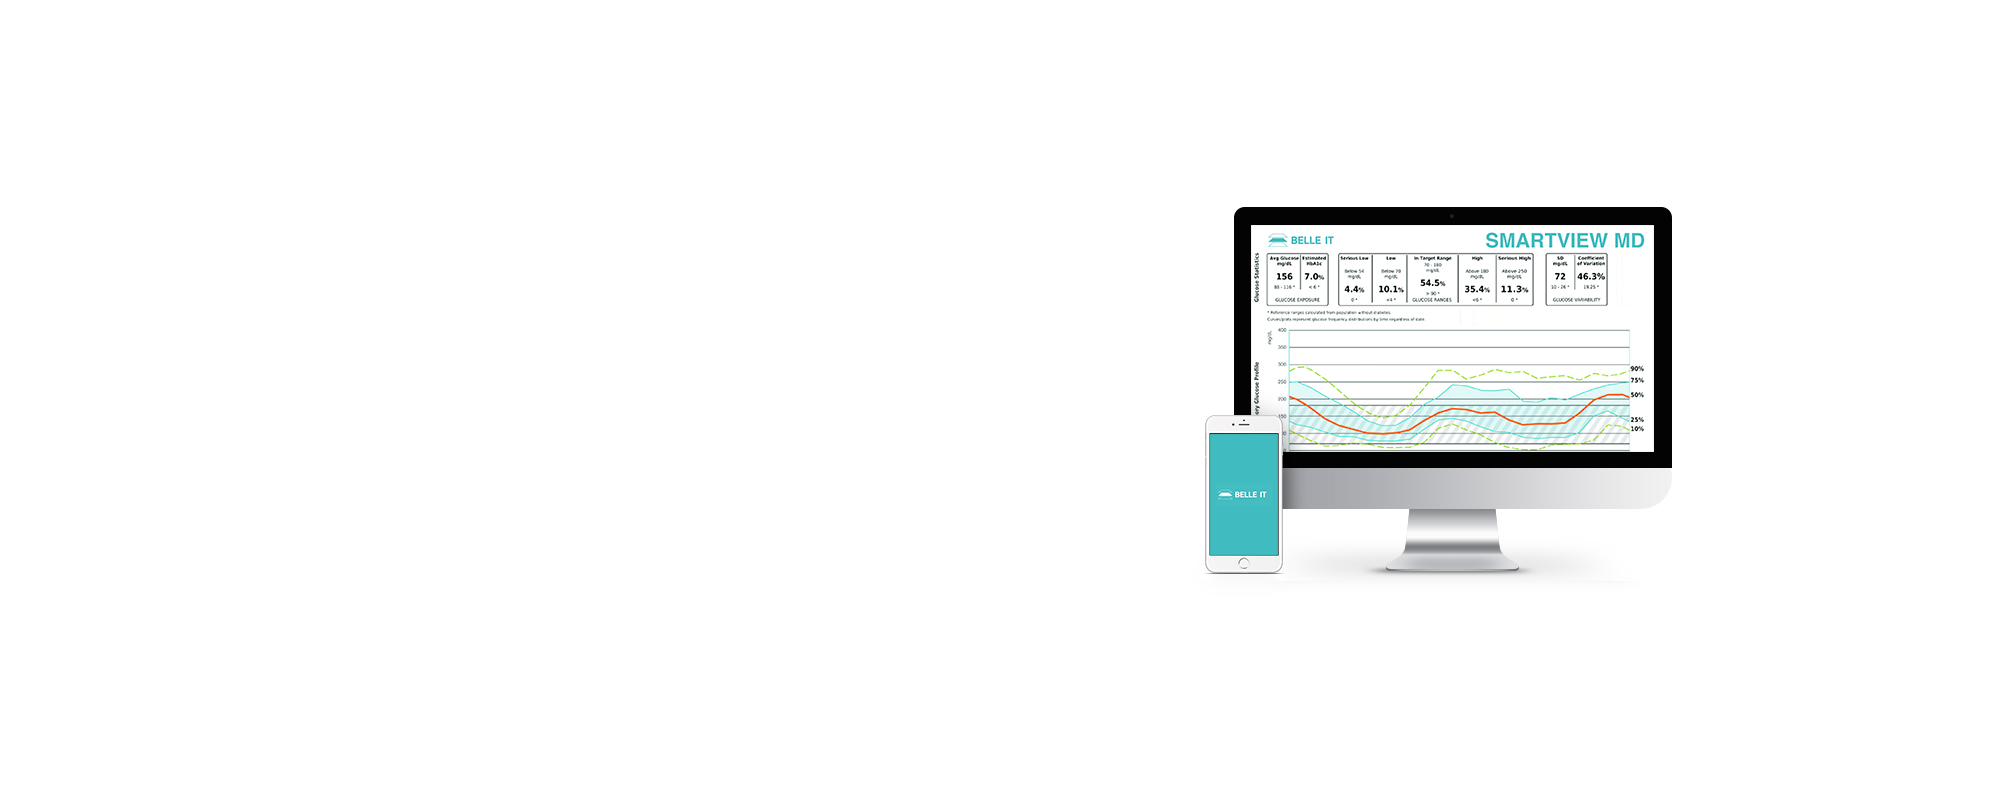 BELLE IT
SMARTVIEW MD
Glucose Statistics
Avg Glucose
mg/dL
156
88 - 116 *
Estimated
HbA1c
7.0%
< 6 *
GLUCOSE EXPOSURE
Serious Low
Below 54
mg/dL
4.4%
0 *
Low
Below 70
mg/dL
10.1%
<4 *
In Target Range
70 - 180
mg/dL
54.5%
> 90 *
High
Above 180
mg/dL
35.4%
<6 *
Serious High
Above 250
mg/dL
11.3%
0 *
GLUCOSE RANGES
SD
mg/dL
72
10 - 26 *
Coefficient
of Variation
46.3%
19.25 *
GLUCOSE VARIABILITY
* Reference ranges calculated from population without diabetes.
Curves/plots represent glucose frequency distributions by time regardless of date.
mg/dL
400
350
300
250
200
150
90%
75%
50%
25%
10%
Glucose Profile
BELLE IT